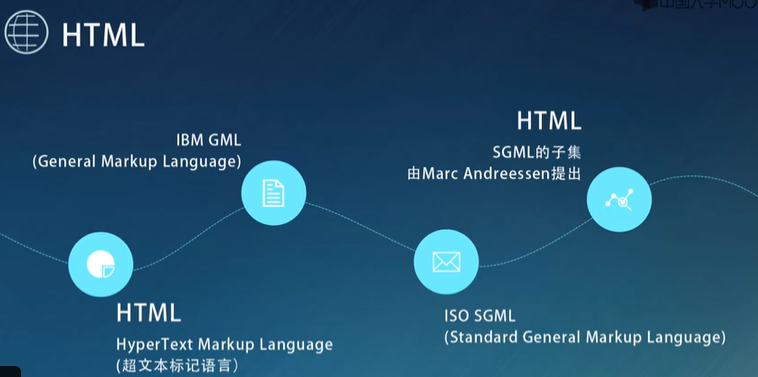 中国大学MOO
HTML
HTML
HyperText Markup Language
(超文本标记语言)
IBM GML
(General Markup Language)
ISO SGML
(Standard General Markup Language)
HTML
SGML的子集
由Marc Andreessen提出